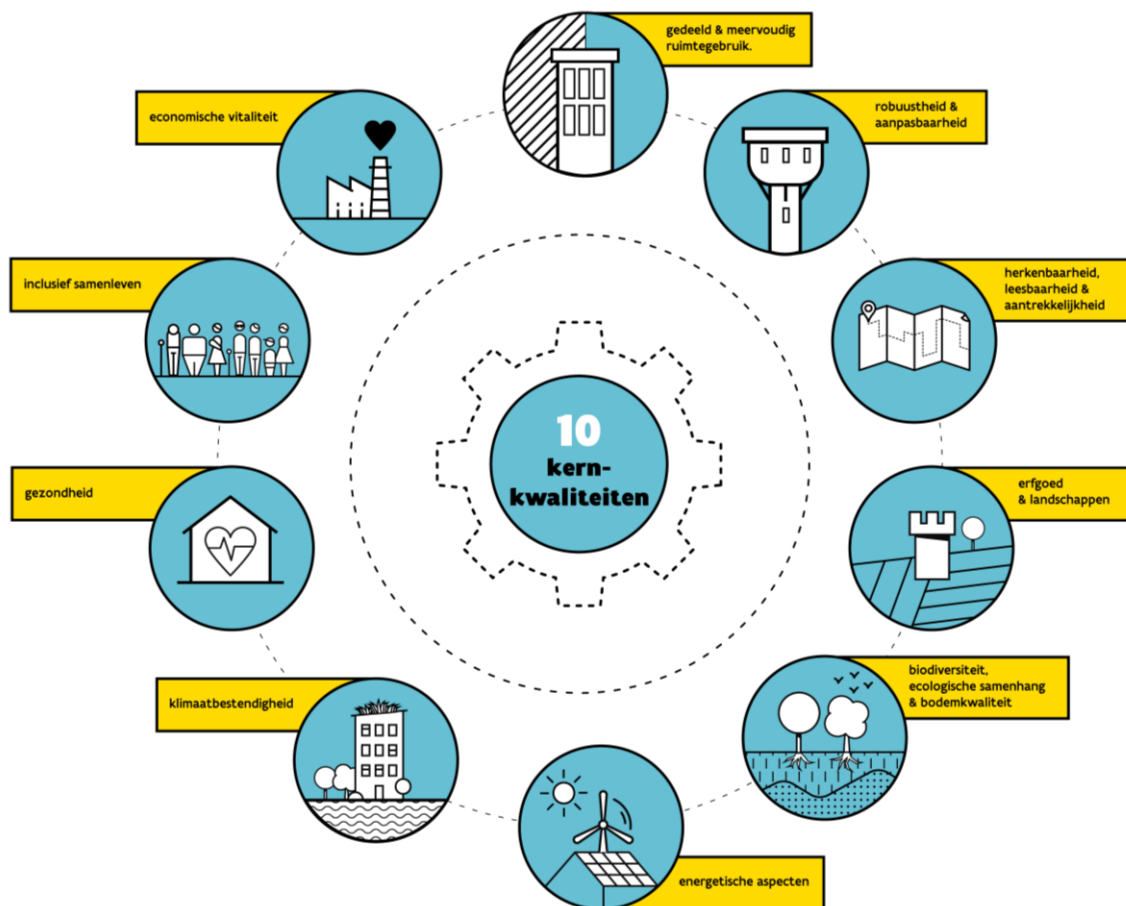 gedeeld & meervoudig
ruimtegebruik.
robuustheid &
aanpasbaarheid
herkenbaarheid,
leesbaarheid &
aantrekkelijkheid
erfgoed
& landschappen
biodiversiteit,
ecologische samenhang
& bodemkwaliteit
energetische aspecten
klimaatbestendigheid
gezondheid
inclusief samenleven
economische vitaliteit
10
kern-
kwaliteiten